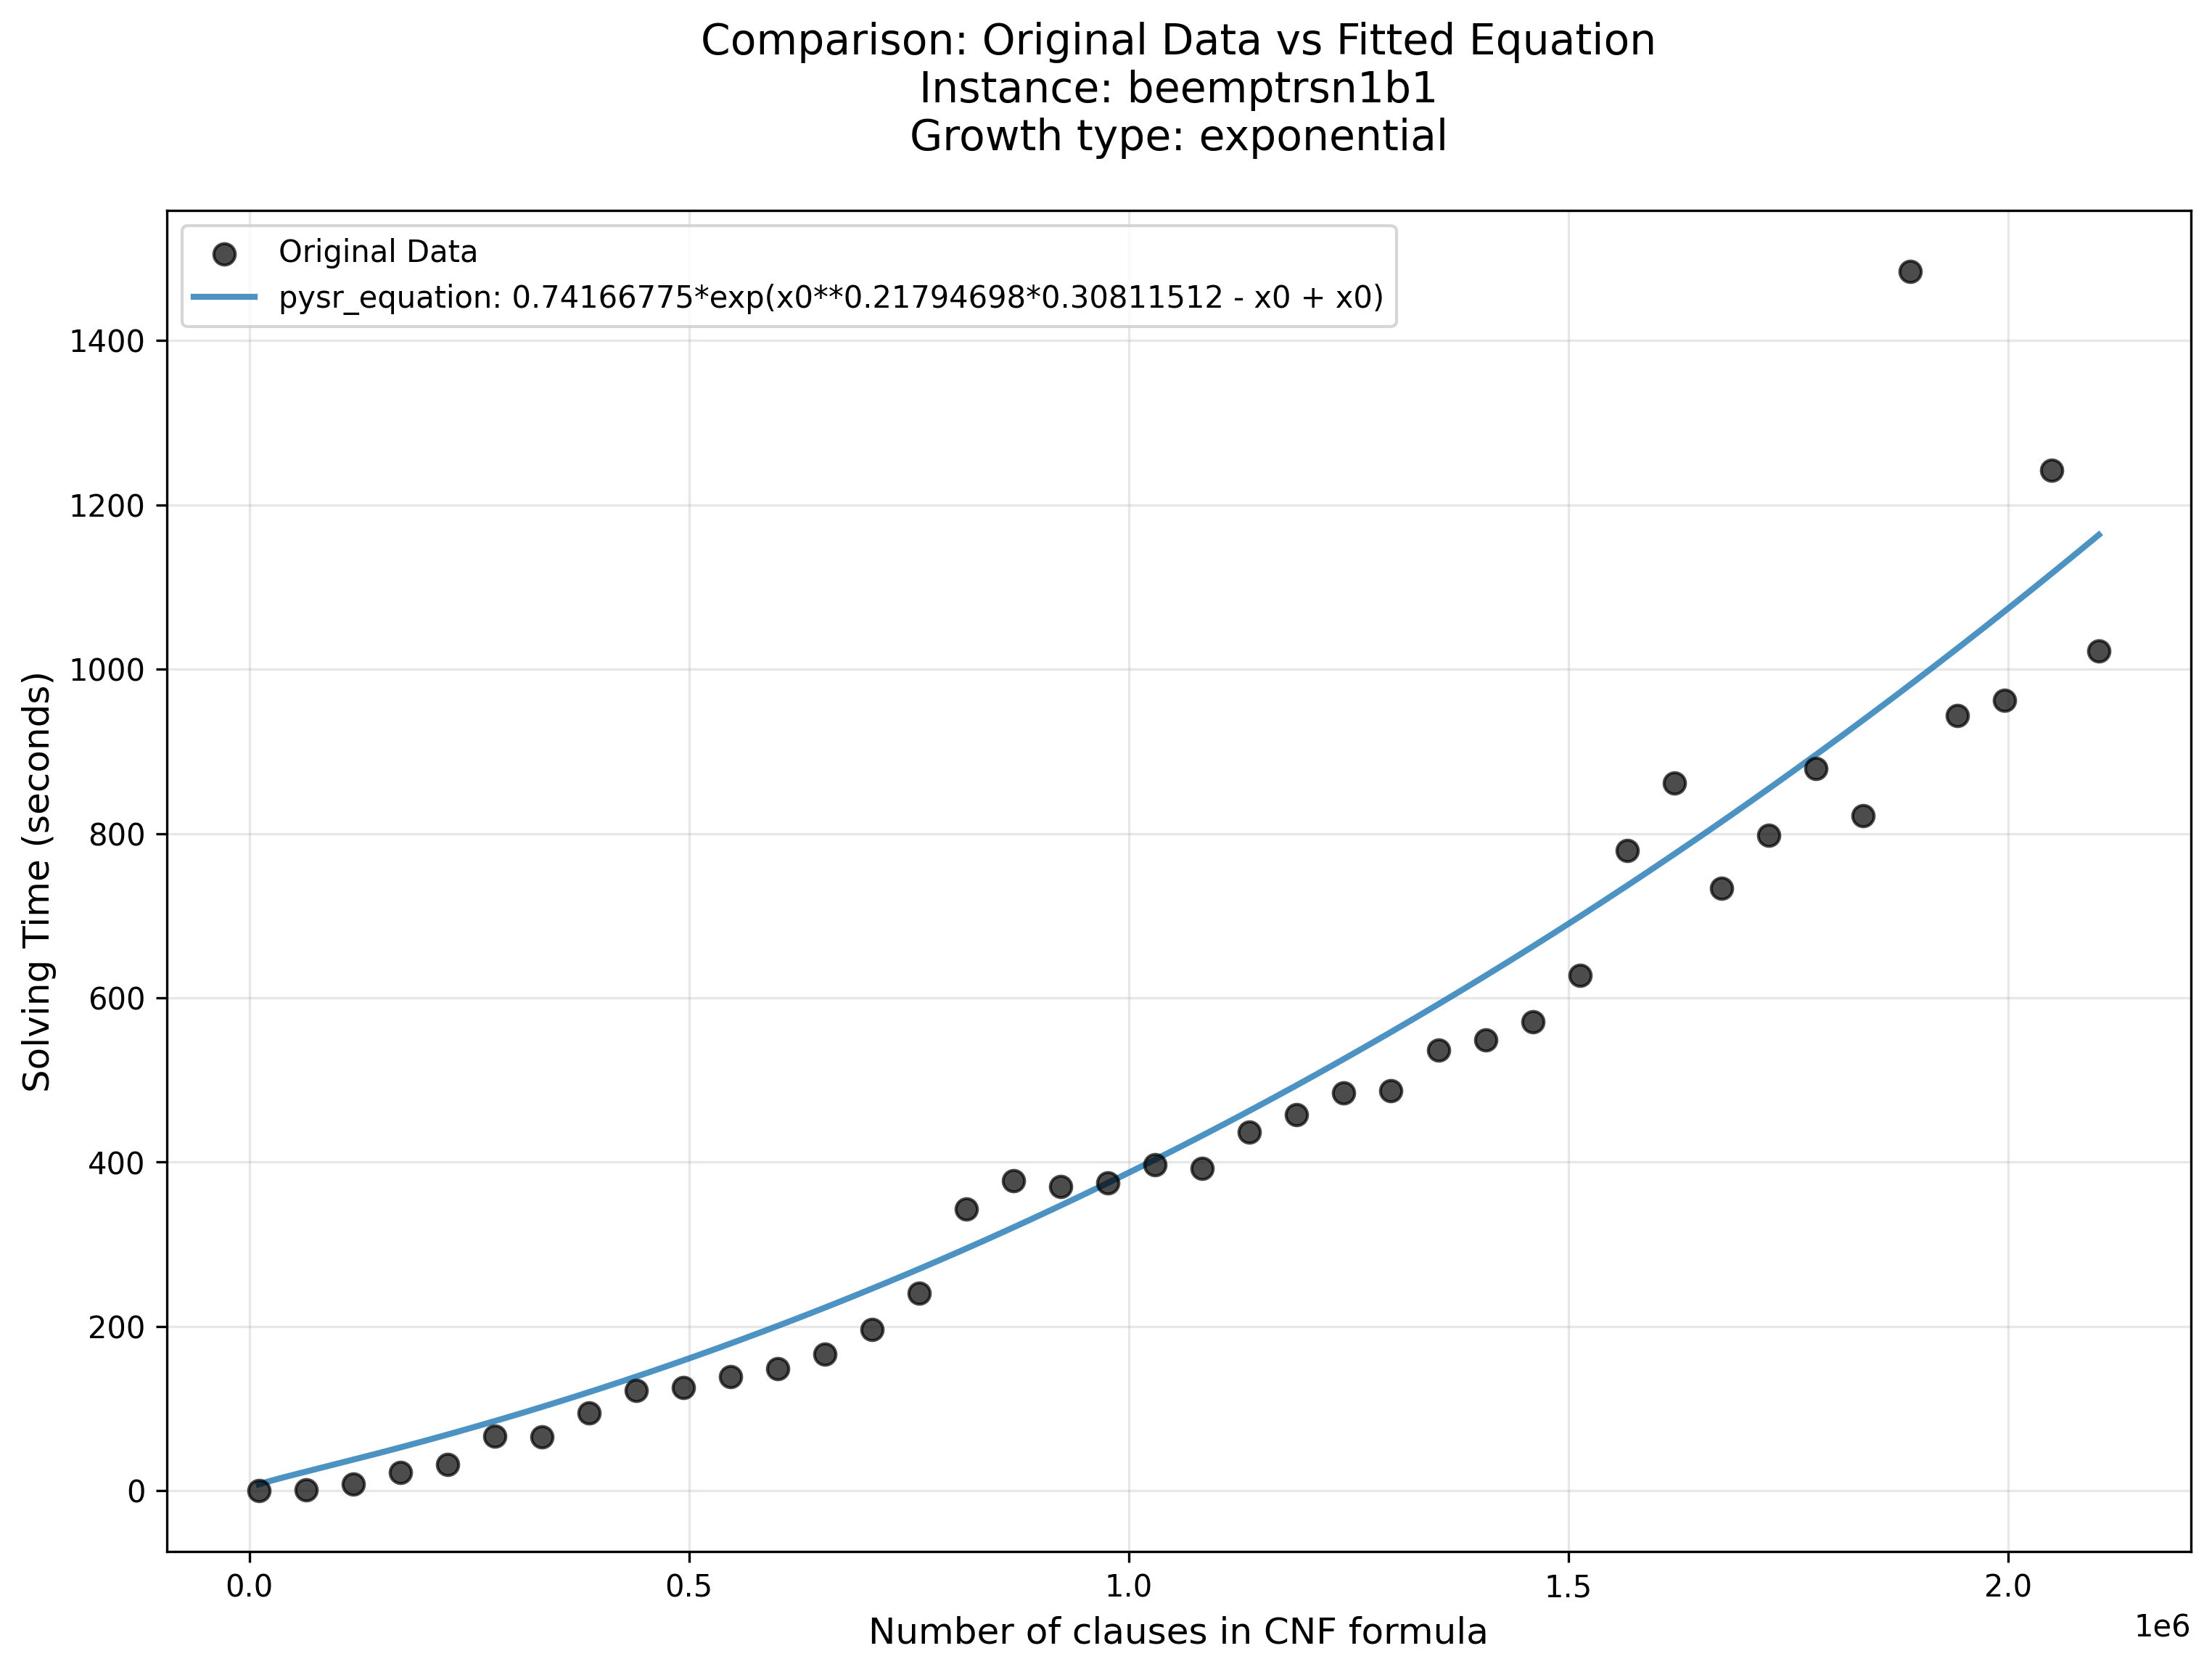 Comparison: Original Data vs Fitted Equation
Instance: beemptrsn1b1
Growth type: exponential
Original Data
pysr_equation: 0.74166775*exp(x0**0.21794698*0.30811512 - x0 + x0)
1400
1200
1000
800
600
400
200
0
Solving Time (seconds)
0.0 0.5 1.0 1.5 2.0
1e6
Number of clauses in CNF formula